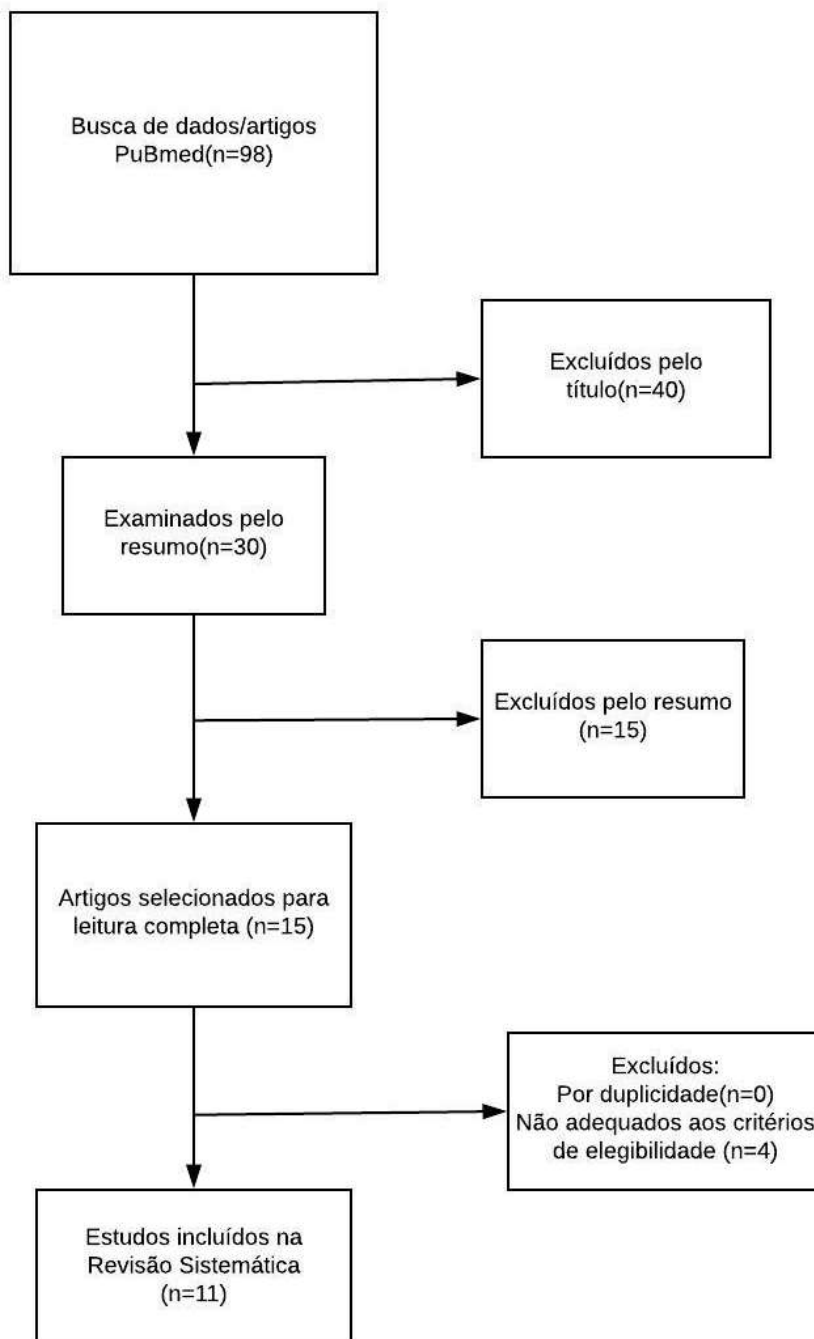 Busca de dados/artigos
PuBmed(n=98)
Excluídos pelo
título(n=40)
Examinados pelo
resumo(n=30)
Excluídos pelo resumo
(n=15)
Artigos selecionados para
leitura completa (n=15)
Excluídos:
Por duplicidade(n=0)
Não adequados aos critérios
de elegibilidade (n=4)
Estudos incluídos na
Revisão Sistemática
(n=11)